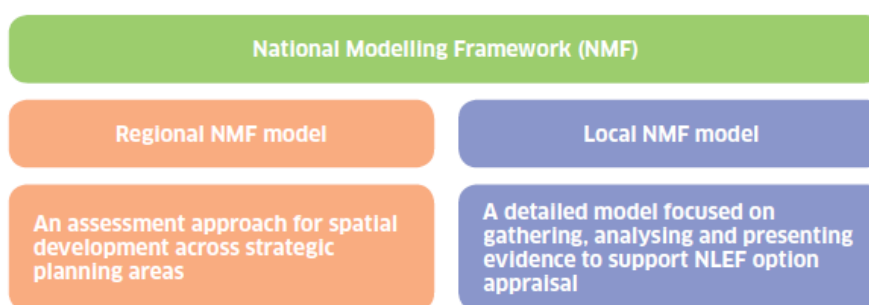 National Modelling Framework (NMF)
Regional NMF model
Local NMF model
An assessment approach for spatial
development across strategic
planning areas
A detailed model focused on
gathering, analysing and presenting
evidence to support NLEF option
appraisal